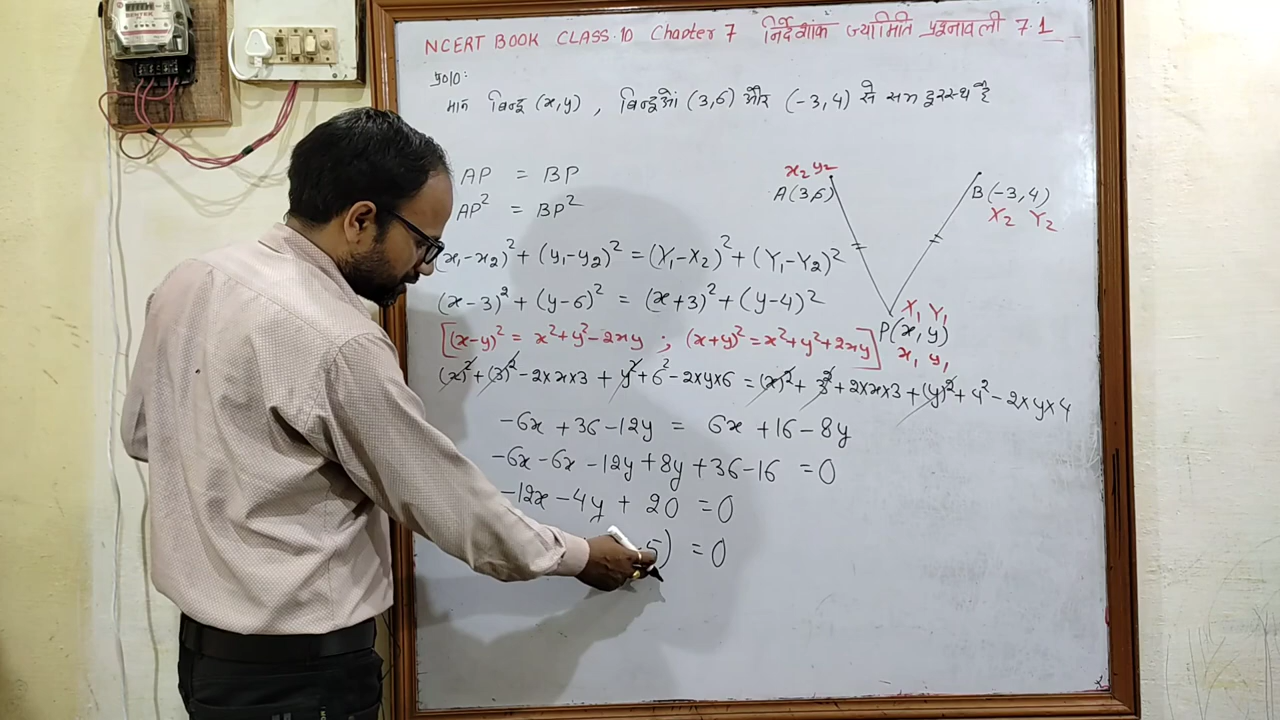 NCERT BOOK CLASS 10 Chapter 7 निर्देशांक ज्यामिति प्रश्नावली 7.1
प्र०10:
माना बिन्दु (x,y) , बिन्दुओं (3,6) और (-3,4) से सम दूरस्थ है
AP = BP
AP² = BP²
(x₁-x₂)² + (y₁-y₂)² = (X₁-X₂)² + (Y₁-Y₂)²
(x-3)² + (y-6)² = (x+3)² + (y-4)²
[(x-y)² = x²+y²-2xy ; (x+y)² = x²+y²+2xy]
(x)²+(3)²-2×x×3 + y²+6²-2×y×6 = (x)²+3²+2×x×3+(y)²+4²-2×y×4
-6x +36-12y = 6x +16-8y
-6x-6x-12y+8y+36-16 =0
-12x-4y + 20 =0
5) =0
x₂ y₂
A(3,6)
B(-3,4)
X₂ Y₂
X₁ Y₁
P(x,y)
x₁ y₁